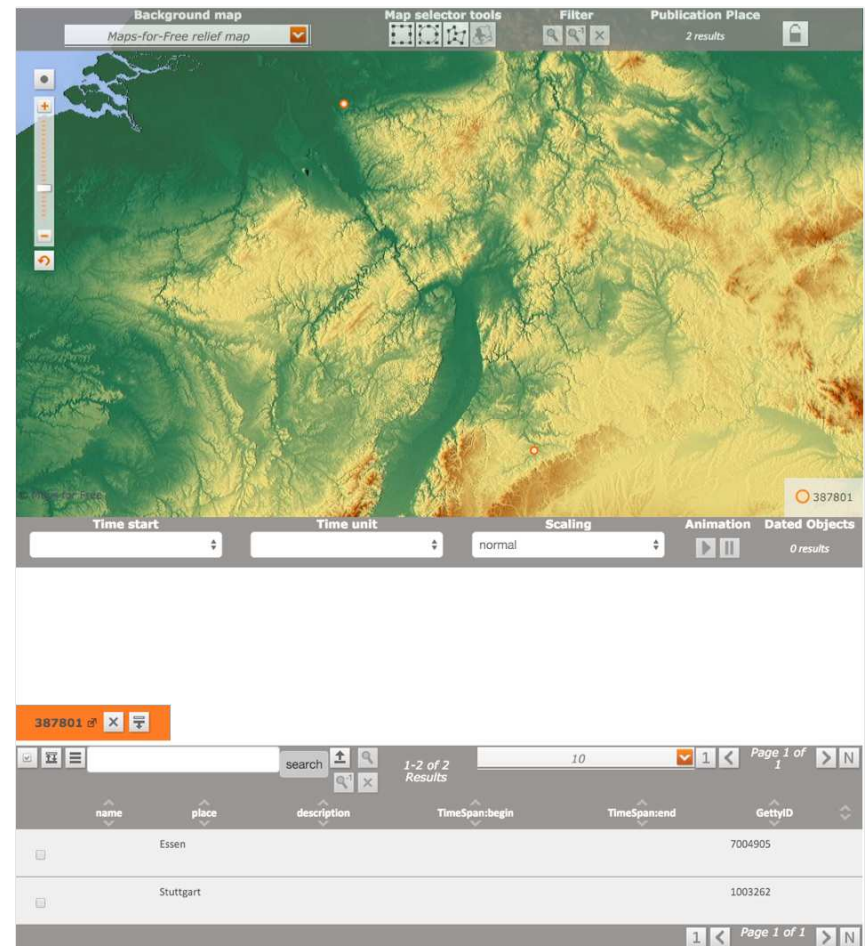 Background map
Map selector tools
Filter
Publication Place
Maps-for-Free relief map
2 results
387801
Time start
Time unit
Scaling
Animation
Dated Objects
normal
0 results
387801
search
1-2 of 2
Results
10
1
Page 1 of
1
N
name
place
description
TimeSpan:begin
TimeSpan:end
GettyID
Essen
7004905
Stuttgart
1003262
1
Page 1 of 1
N